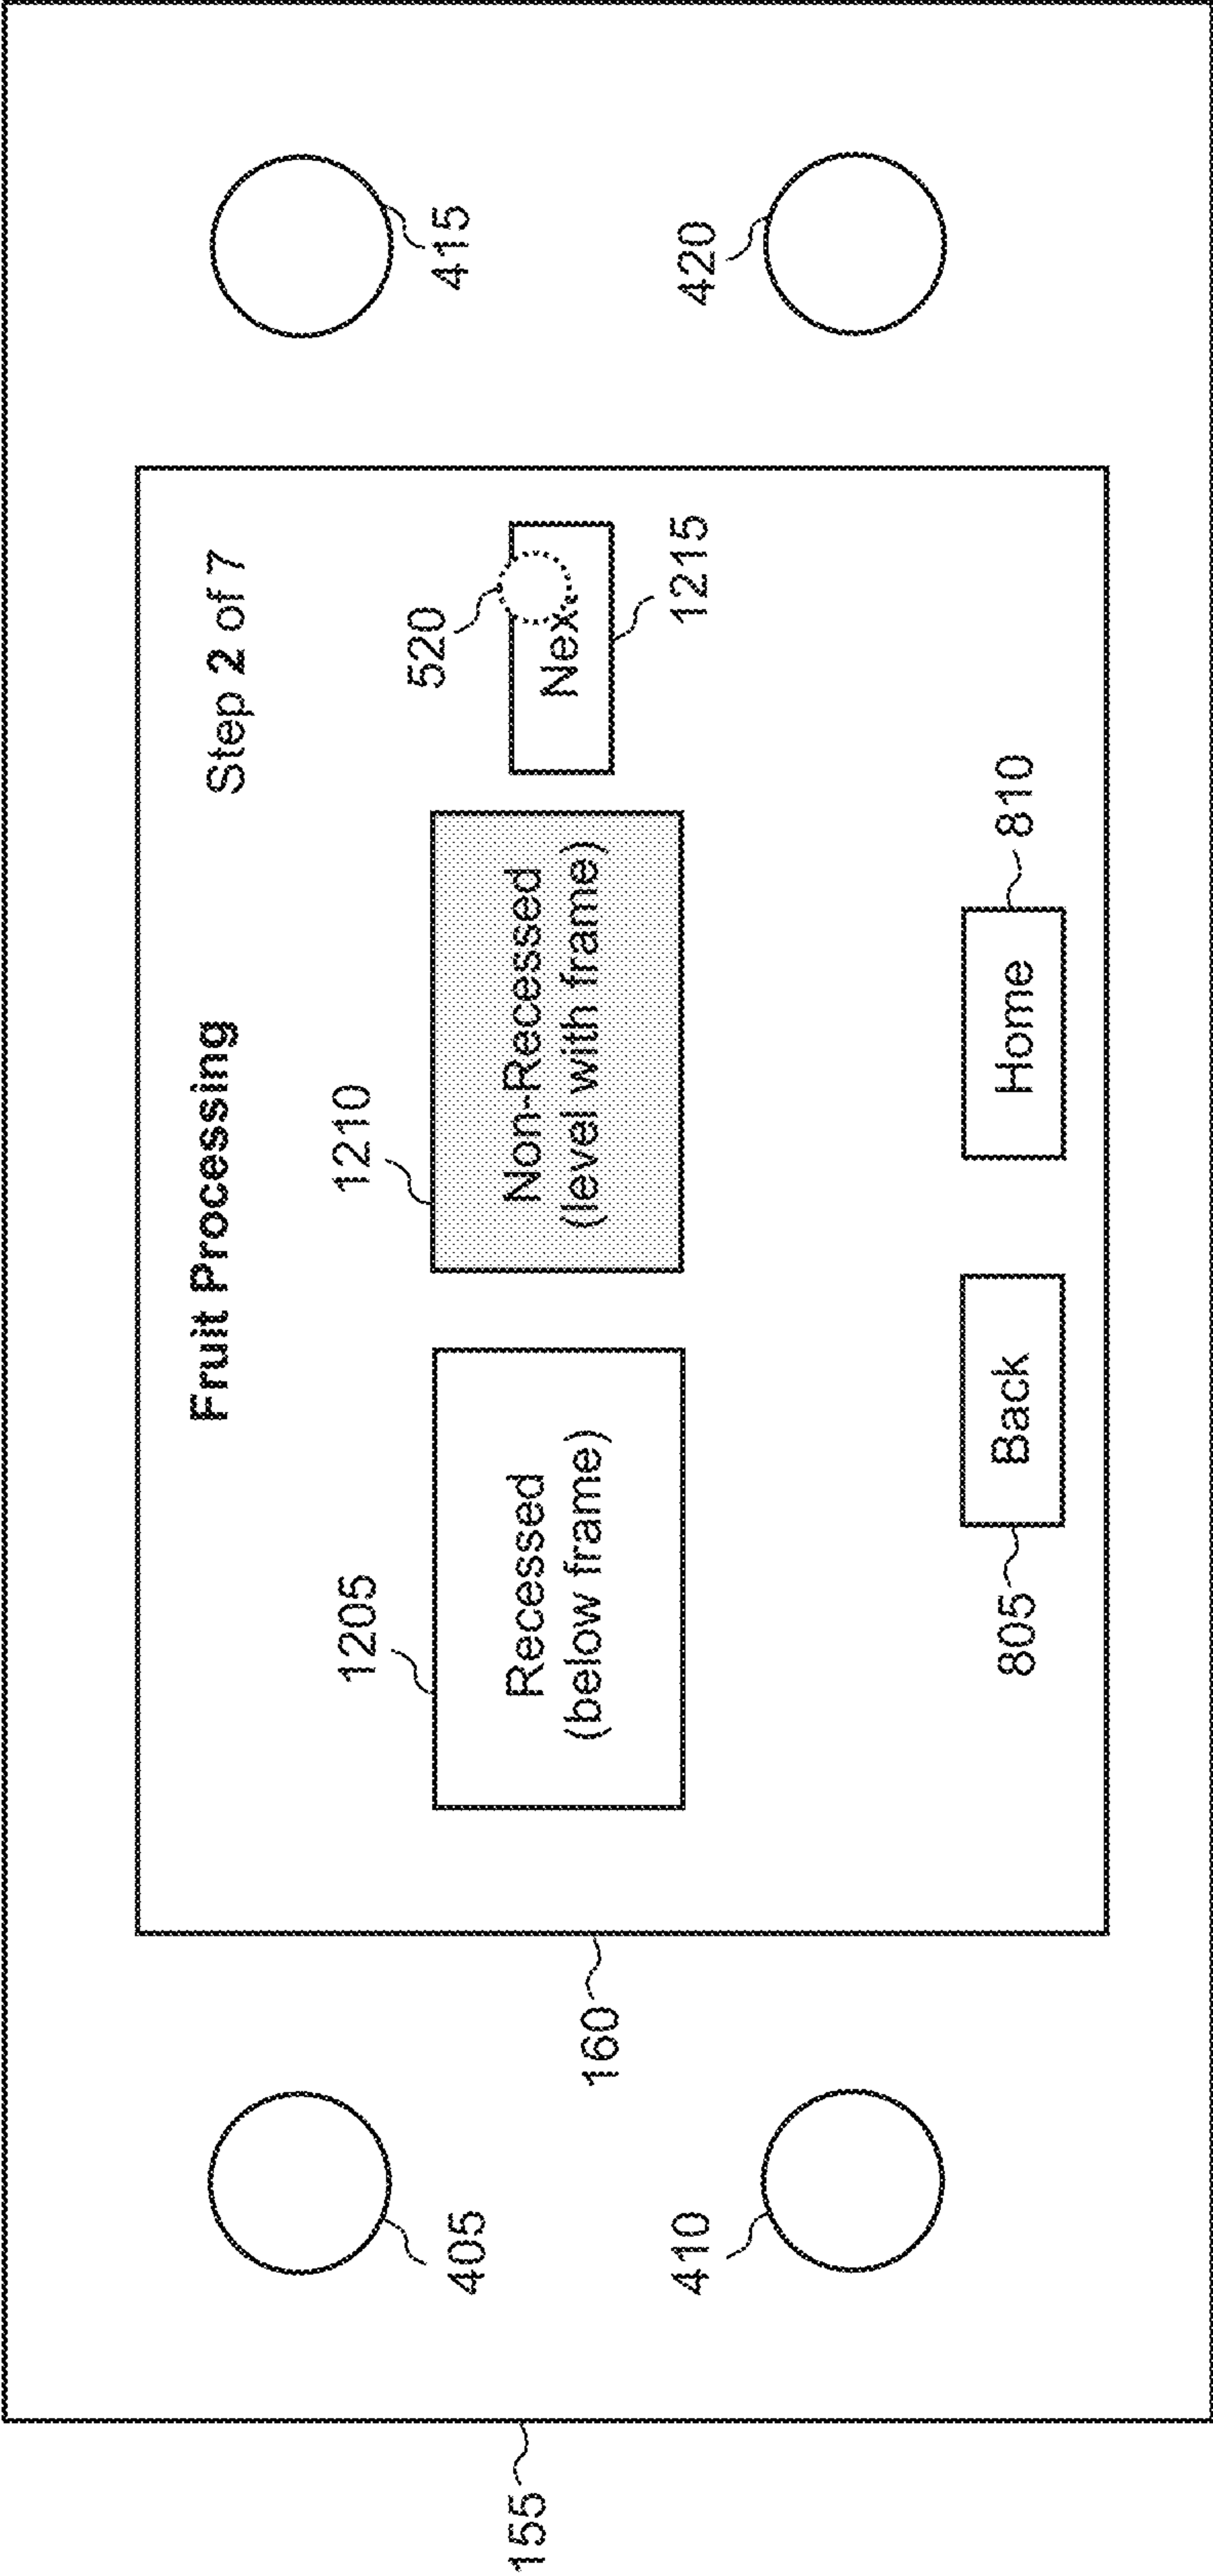 Fruit Processing
Step 2 of 7
405
415
1205
1210
520
Recessed
(below frame)
Non-Recessed
(level with frame)
Nex
1215
160
410
420
805
Back
Home
810
155